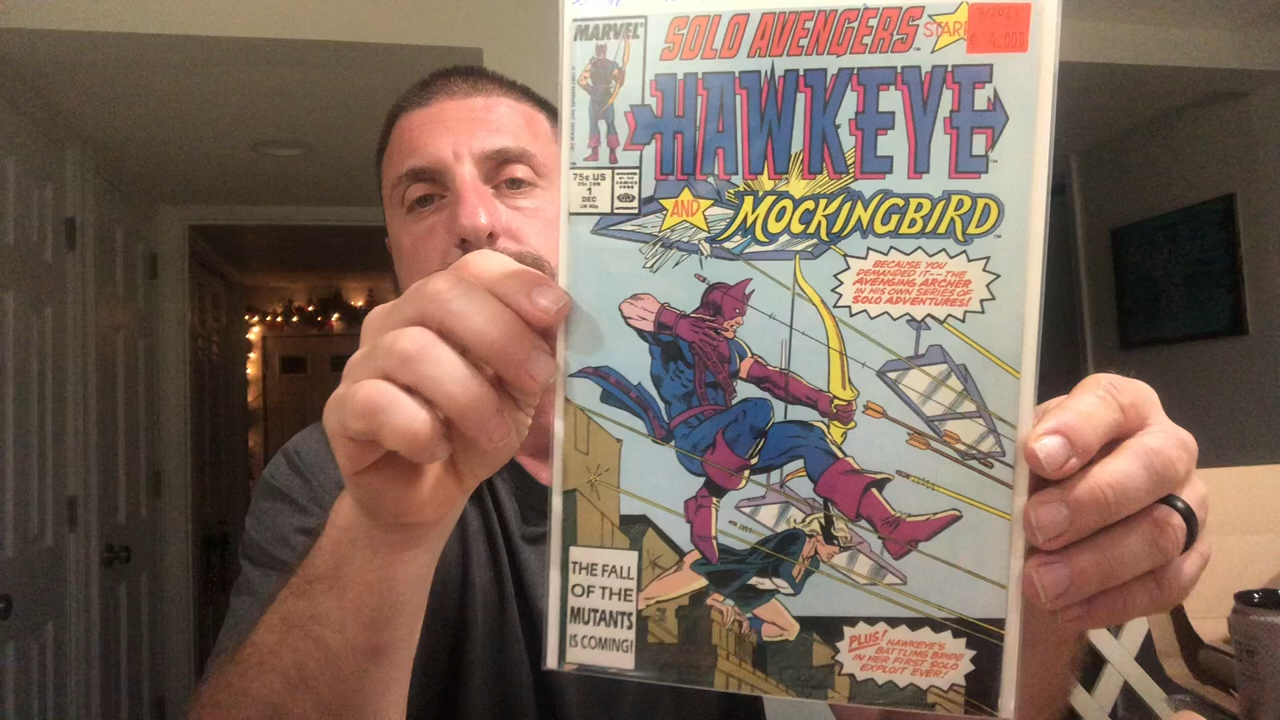 MARVEL
SOLO AVENGERS
STAR
HAWKEYE
75¢ US
1
DEC
AND
MOCKINGBIRD
BECAUSE YOU
DEMANDED IT--THE
AVENGING ARCHER
IN HIS OWN SERIES OF
SOLO ADVENTURES!
THE FALL
OF THE
MUTANTS
IS COMING!
PLUS! HAWKEYE'S
BATTLING BRIDE
IN HER FIRST SOLO
EXPLOIT EVER!